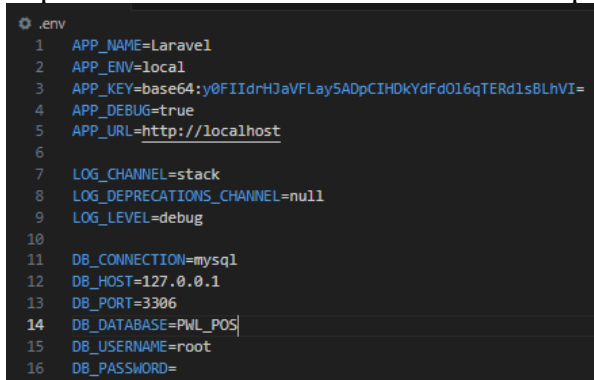 .env
1 APP_NAME=Laravel
2 APP_ENV=local
3 APP_KEY=base64:y0FIIdrHJaVFLay5ADpCIHDkYdFdOl6qTERdlsBLhVI=
4 APP_DEBUG=true
5 APP_URL=http://localhost
6
7 LOG_CHANNEL=stack
8 LOG_DEPRECATIONS_CHANNEL=null
9 LOG_LEVEL=debug
10
11 DB_CONNECTION=mysql
12 DB_HOST=127.0.0.1
13 DB_PORT=3306
14 DB_DATABASE=PWL_POS
15 DB_USERNAME=root
16 DB_PASSWORD=